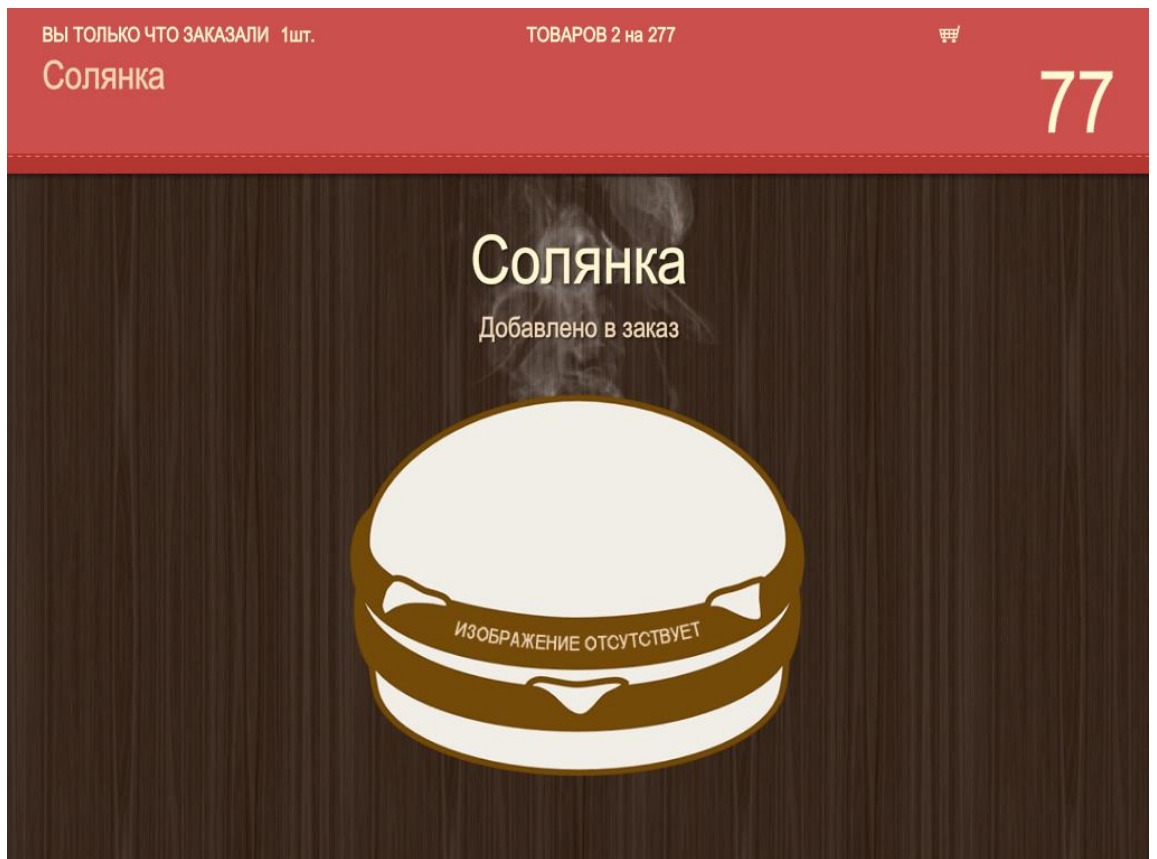 ВЫ ТОЛЬКО ЧТО ЗАКАЗАЛИ 1шт.
ТОВАРОВ 2 на 277
Солянка
77
Солянка
Добавлено в заказ
ИЗОБРАЖЕНИЕ ОТСУТСТВУЕТ